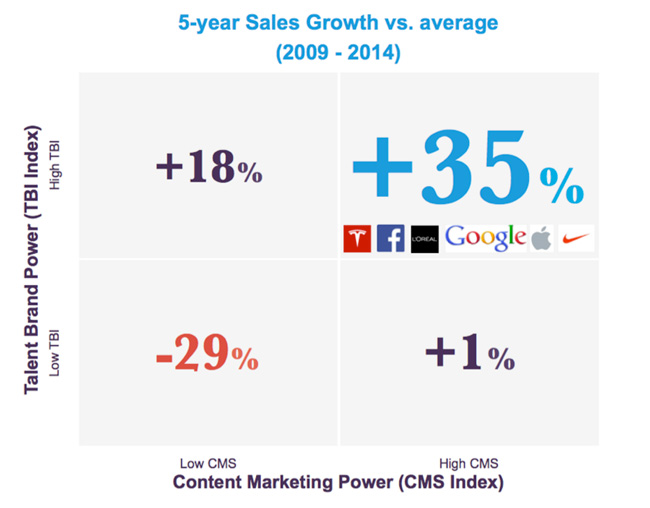 5-year Sales Growth vs. average
(2009 - 2014)
Talent Brand Power (TBI Index)
High TBI
+18%
+35%
f
L'OREAL
Google
Low TBI
-29%
+1%
Low CMS
High CMS
Content Marketing Power (CMS Index)